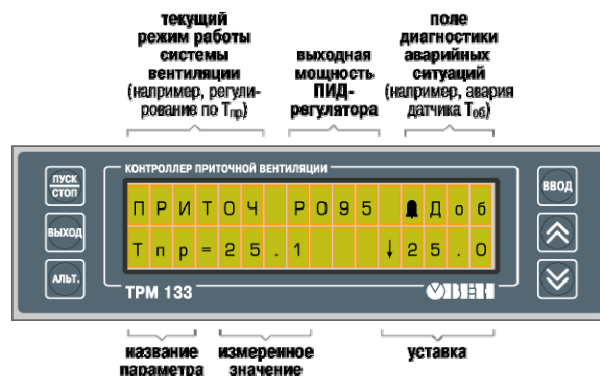 текущий
режим работы
системы
вентиляции
(например, регули-
рование по Tпр)
выходная
мощность
ПИД-
регулятора
поле
диагностики
аварийных
ситуаций
(например, авария
датчика Tоб)
КОНТРОЛЛЕР ПРИТОЧНОЙ ВЕНТИЛЯЦИИ
ПУСК
СТОП
ВЫХОД
АЛЬТ.
ПРИТОЧ Р095 Доб
Тпр=25.1 ↓25.0
ВВОД
ТРМ 133
ОВЕН
название
параметра
измеренное
значение
уставка